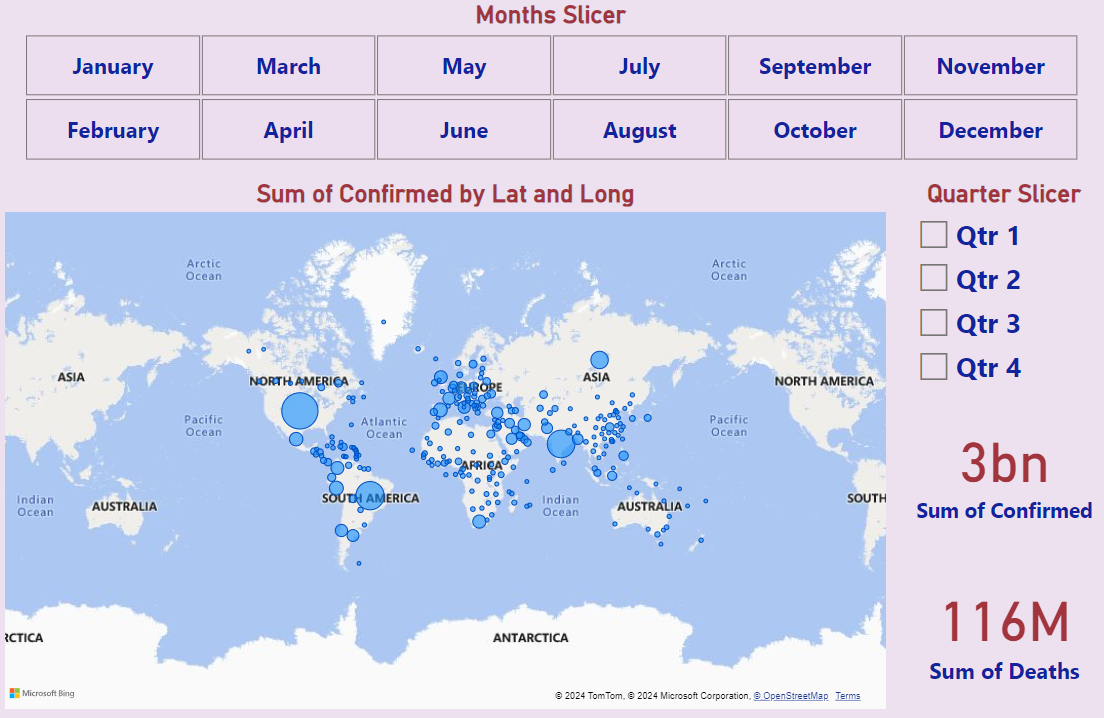 Months Slicer
January March May July September November
February April June August October December
Sum of Confirmed by Lat and Long
Quarter Slicer
Qtr 1
Qtr 2
Qtr 3
Qtr 4
Arctic
Ocean
Arctic
Ocean
ASIA
NORTH AMERICA
EUROPE
ASIA
NORTH AMERICA
Pacific
Ocean
Atlantic
Ocean
Pacific
Ocean
AFRICA
Indian
Ocean
AUSTRALIA
SOUTH AMERICA
Indian
Ocean
AUSTRALIA
SOUTH
3bn
Sum of Confirmed
116M
Sum of Deaths
RCTICA
ANTARCTICA
Microsoft Bing
© 2024 TomTom, © 2024 Microsoft Corporation, © OpenStreetMap Terms